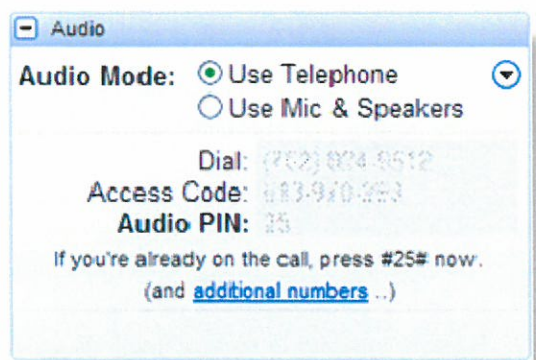 Audio
Audio Mode: Use Telephone
Use Mic & Speakers
Dial:
Access Code:
Audio PIN: 25
If you're already on the call, press #25# now.
(and additional numbers ..)